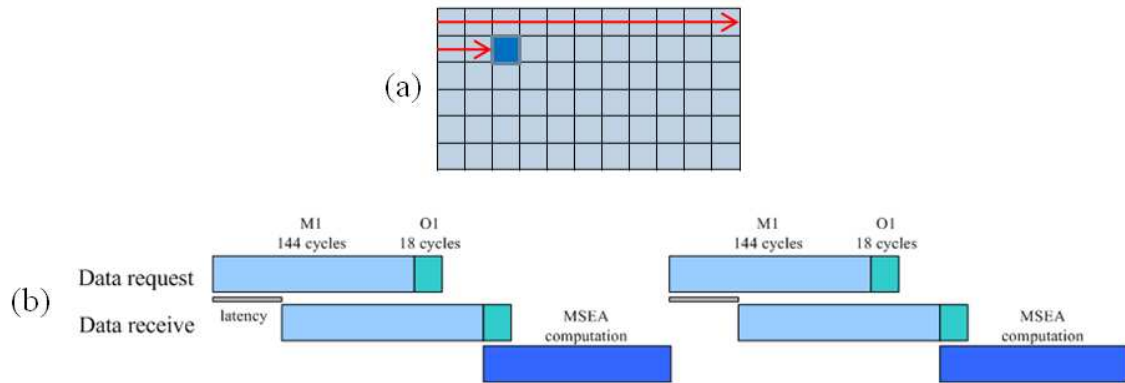 (a)
M1
144 cycles
O1
18 cycles
M1
144 cycles
O1
18 cycles
Data request
(b)
latency
Data receive
MSEA
computation
MSEA
computation